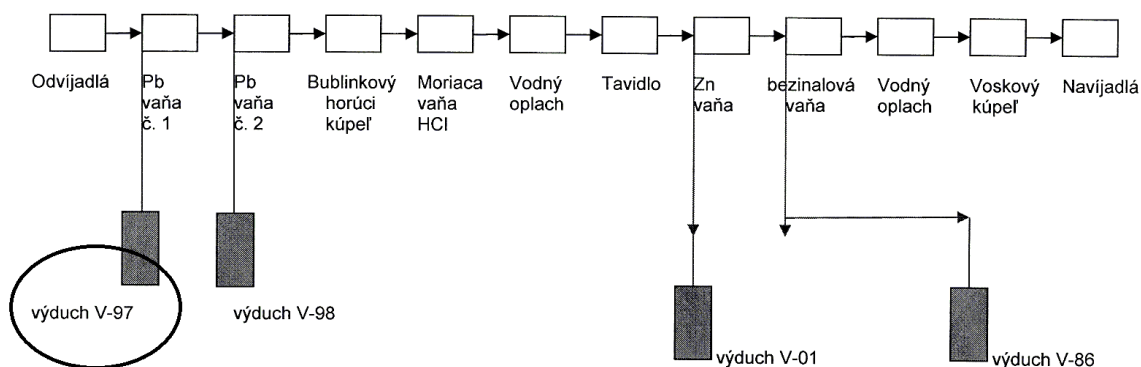 Odvíjadlá
Pb
vaňa
č. 1
Pb
vaňa
č. 2
Bublinkový
horúci
kúpeľ
Moriaca
vaňa
HCl
Vodný
oplach
Tavidlo
Zn
vaňa
bezinalová
vaňa
Vodný
oplach
Voskový
kúpeľ
Navíjadlá
výduch V-97
výduch V-98
výduch V-01
výduch V-86